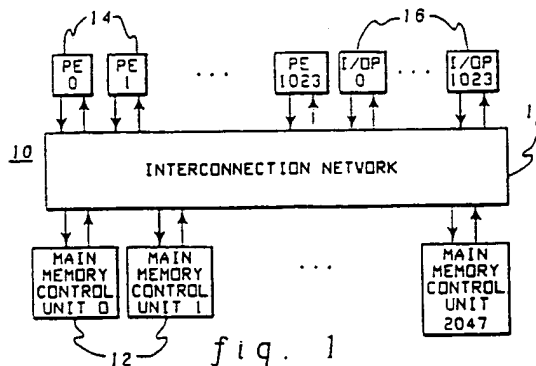 14
16
PE 0
PE 1
...
PE 1023
I/OP 0
...
I/OP 1023
10
INTERCONNECTION NETWORK
MAIN MEMORY CONTROL UNIT 0
MAIN MEMORY CONTROL UNIT 1
...
MAIN MEMORY CONTROL UNIT 2047
12
fig. 1